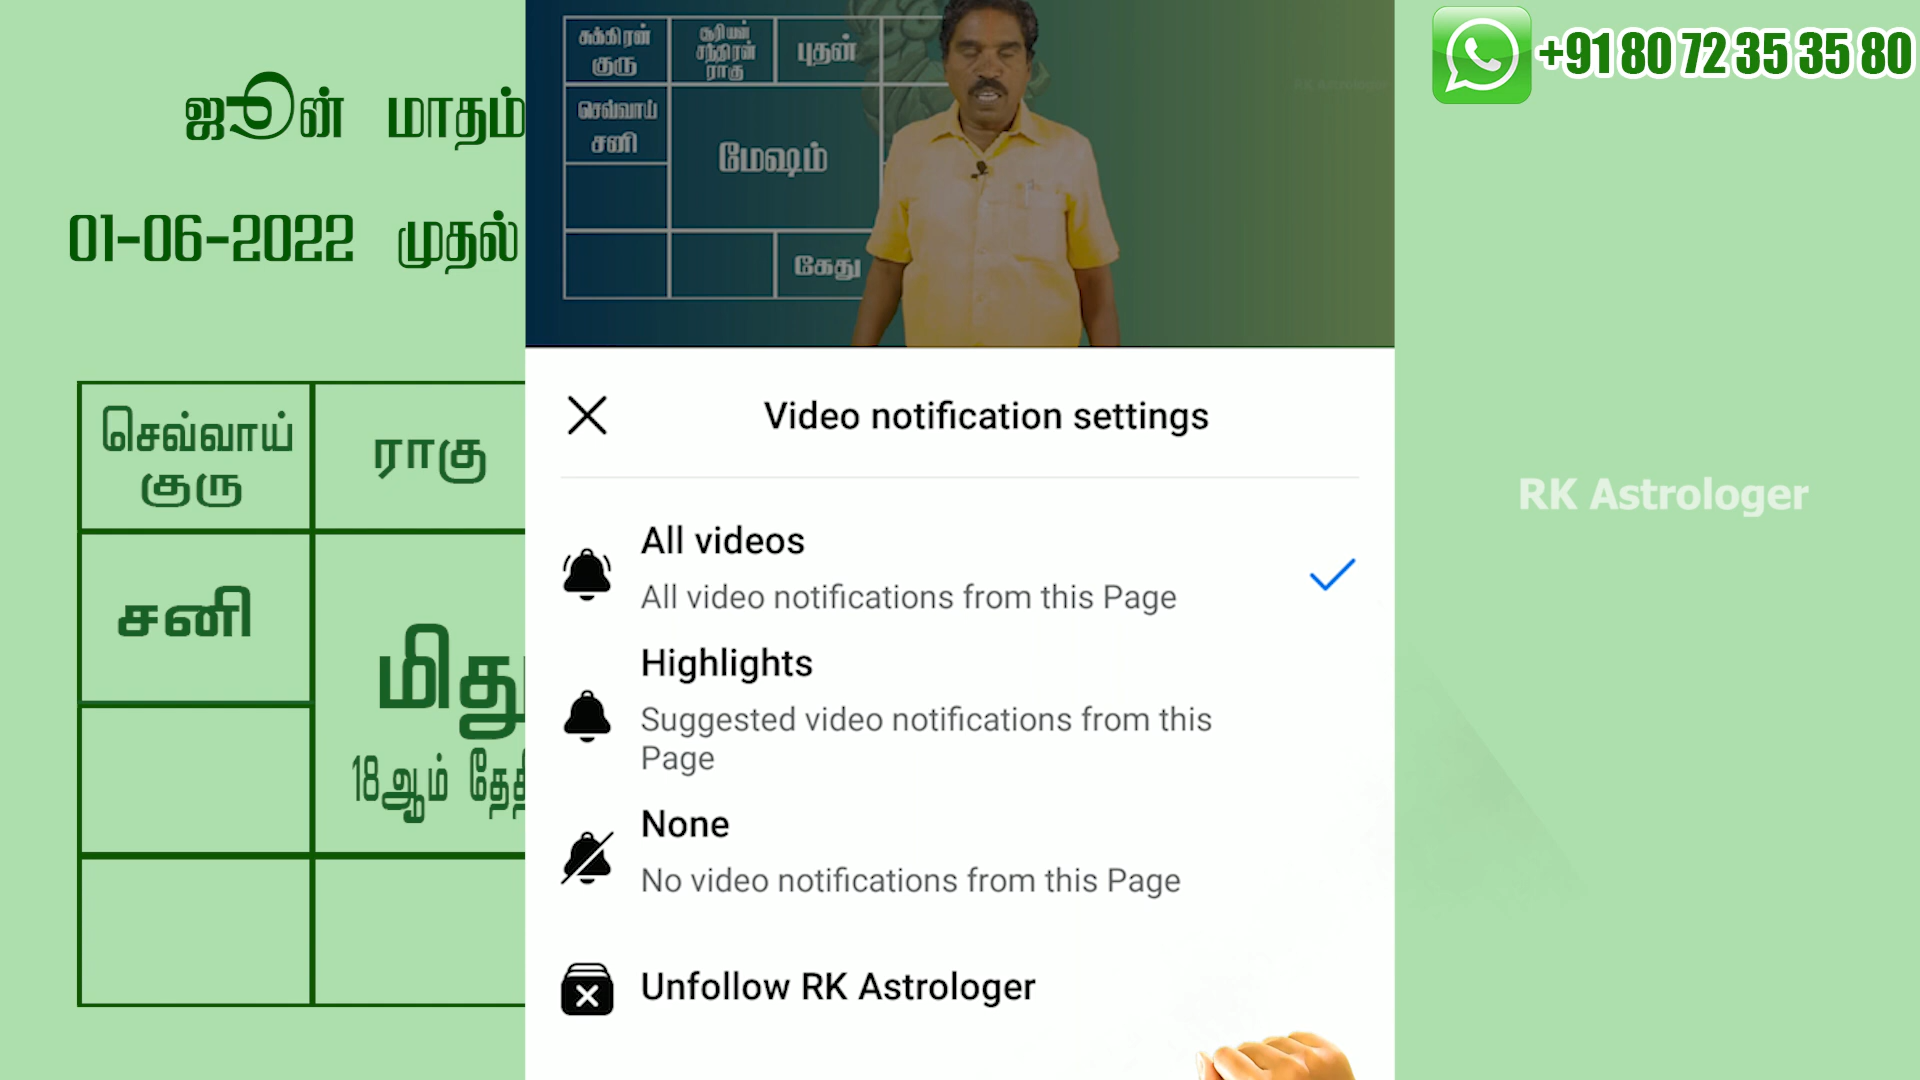 ஜூன் மாதம்
01-06-2022 முதல்
செவ்வாய்
குரு
ராகு
சனி
மிது
18ஆம்
சுக்கிரன்
குரு
சூரியன்
சந்திரன்
ராகு
புதன்
செவ்வாய்
சனி
மேஷம்
கேது
RK Astrologer
Video notification settings
All videos
All video notifications from this Page
Highlights
Suggested video notifications from this
Page
None
No video notifications from this Page
Unfollow RK Astrologer
+91 80 72 35 35 80
RK Astrologer